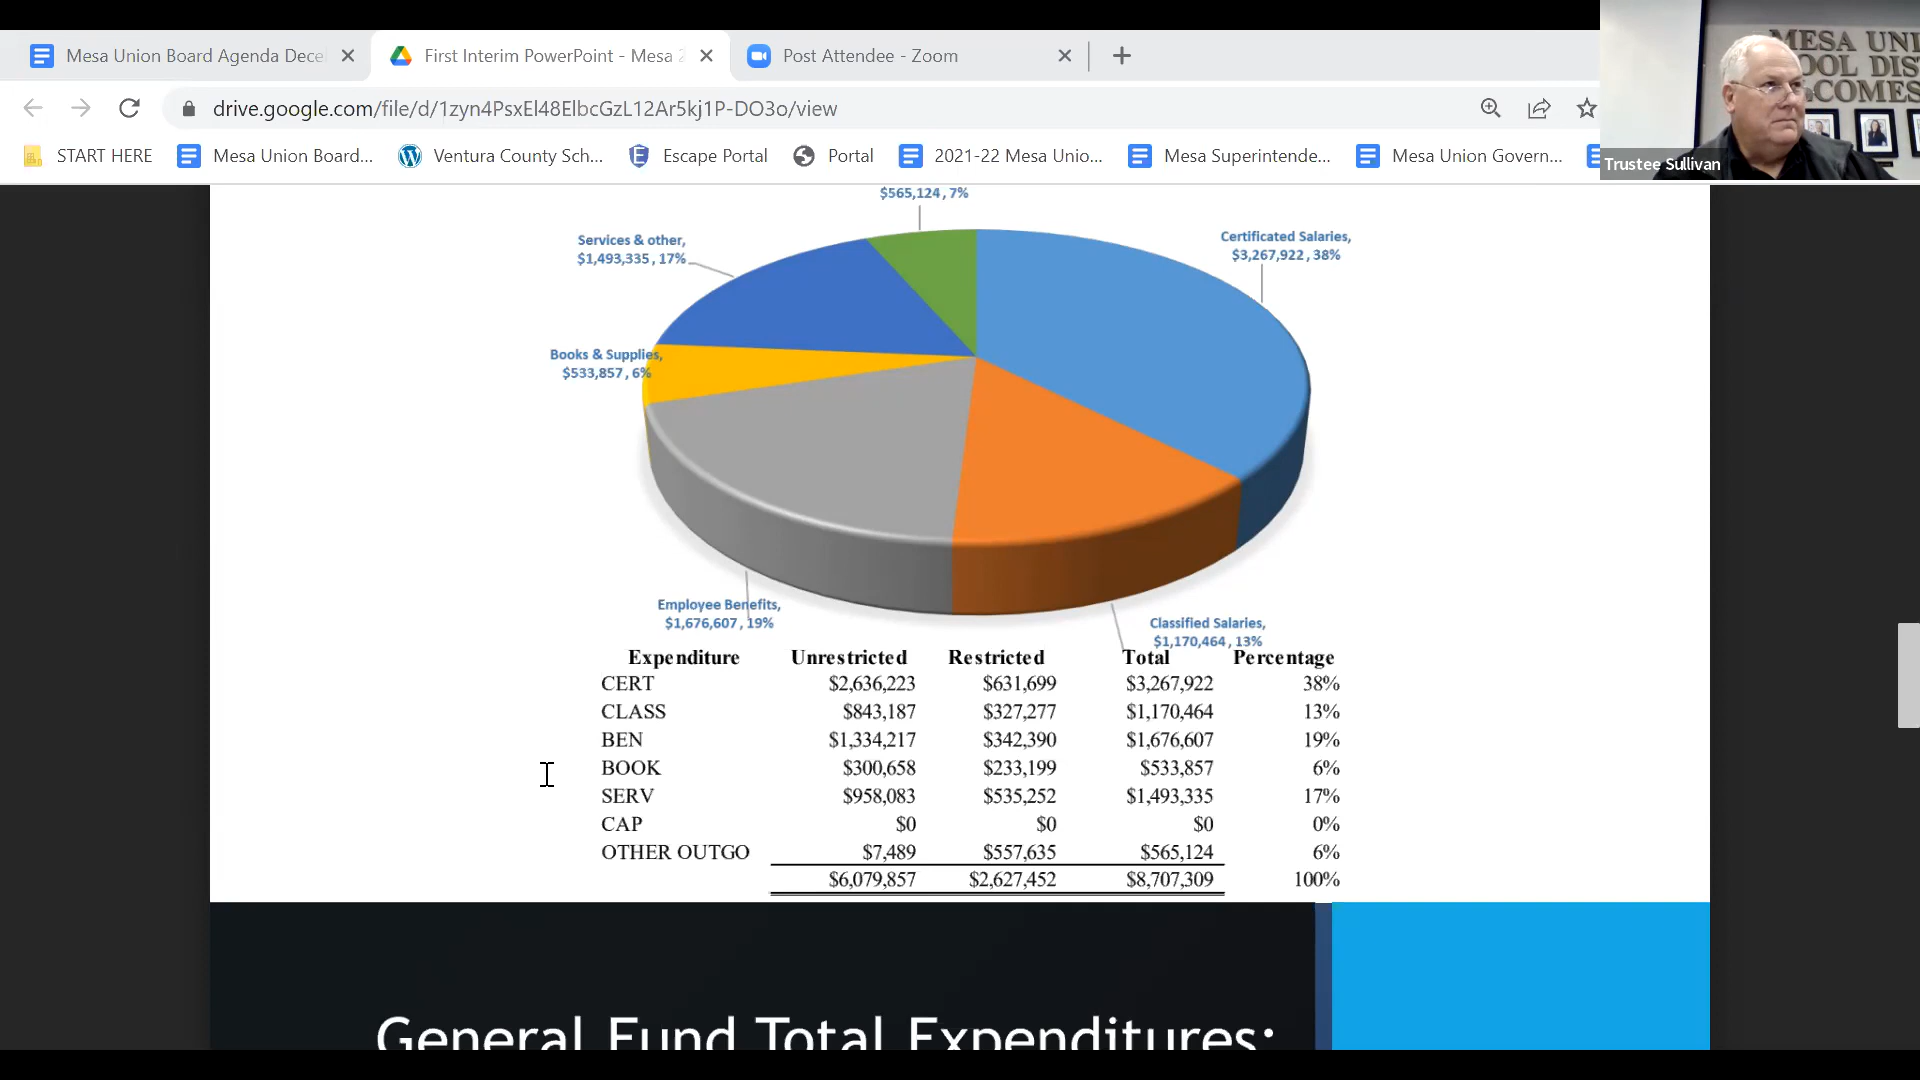 Mesa Union Board Agenda Dece
First Interim PowerPoint - Mesa 2
Post Attendee - Zoom
drive.google.com/file/d/1zyn4PsxEl48ElbcGzL12Ar5kj1P-DO3o/view
START HERE
Mesa Union Board...
Ventura County Sch...
Escape Portal
Portal
2021-22 Mesa Unio...
Mesa Superintende...
Mesa Union Govern...
MESA UNI
OOL DIS
COMES
Trustee Sullivan
$565,124 , 7%
Services & other,
$1,493,335 , 17%
Certificated Salaries,
$3,267,922 , 38%
Books & Supplies,
$533,857 , 6%
Employee Benefits,
$1,676,607 , 19%
Classified Salaries,
$1,170,464 , 13%
Expenditure Unrestricted Restricted Total Percentage
CERT $2,636,223 $631,699 $3,267,922 38%
CLASS $843,187 $327,277 $1,170,464 13%
BEN $1,334,217 $342,390 $1,676,607 19%
BOOK $300,658 $233,199 $533,857 6%
SERV $958,083 $535,252 $1,493,335 17%
CAP $0 $0 $0 0%
OTHER OUTGO $7,489 $557,635 $565,124 6%
$6,079,857 $2,627,452 $8,707,309 100%
General Fund Total Expenditures: